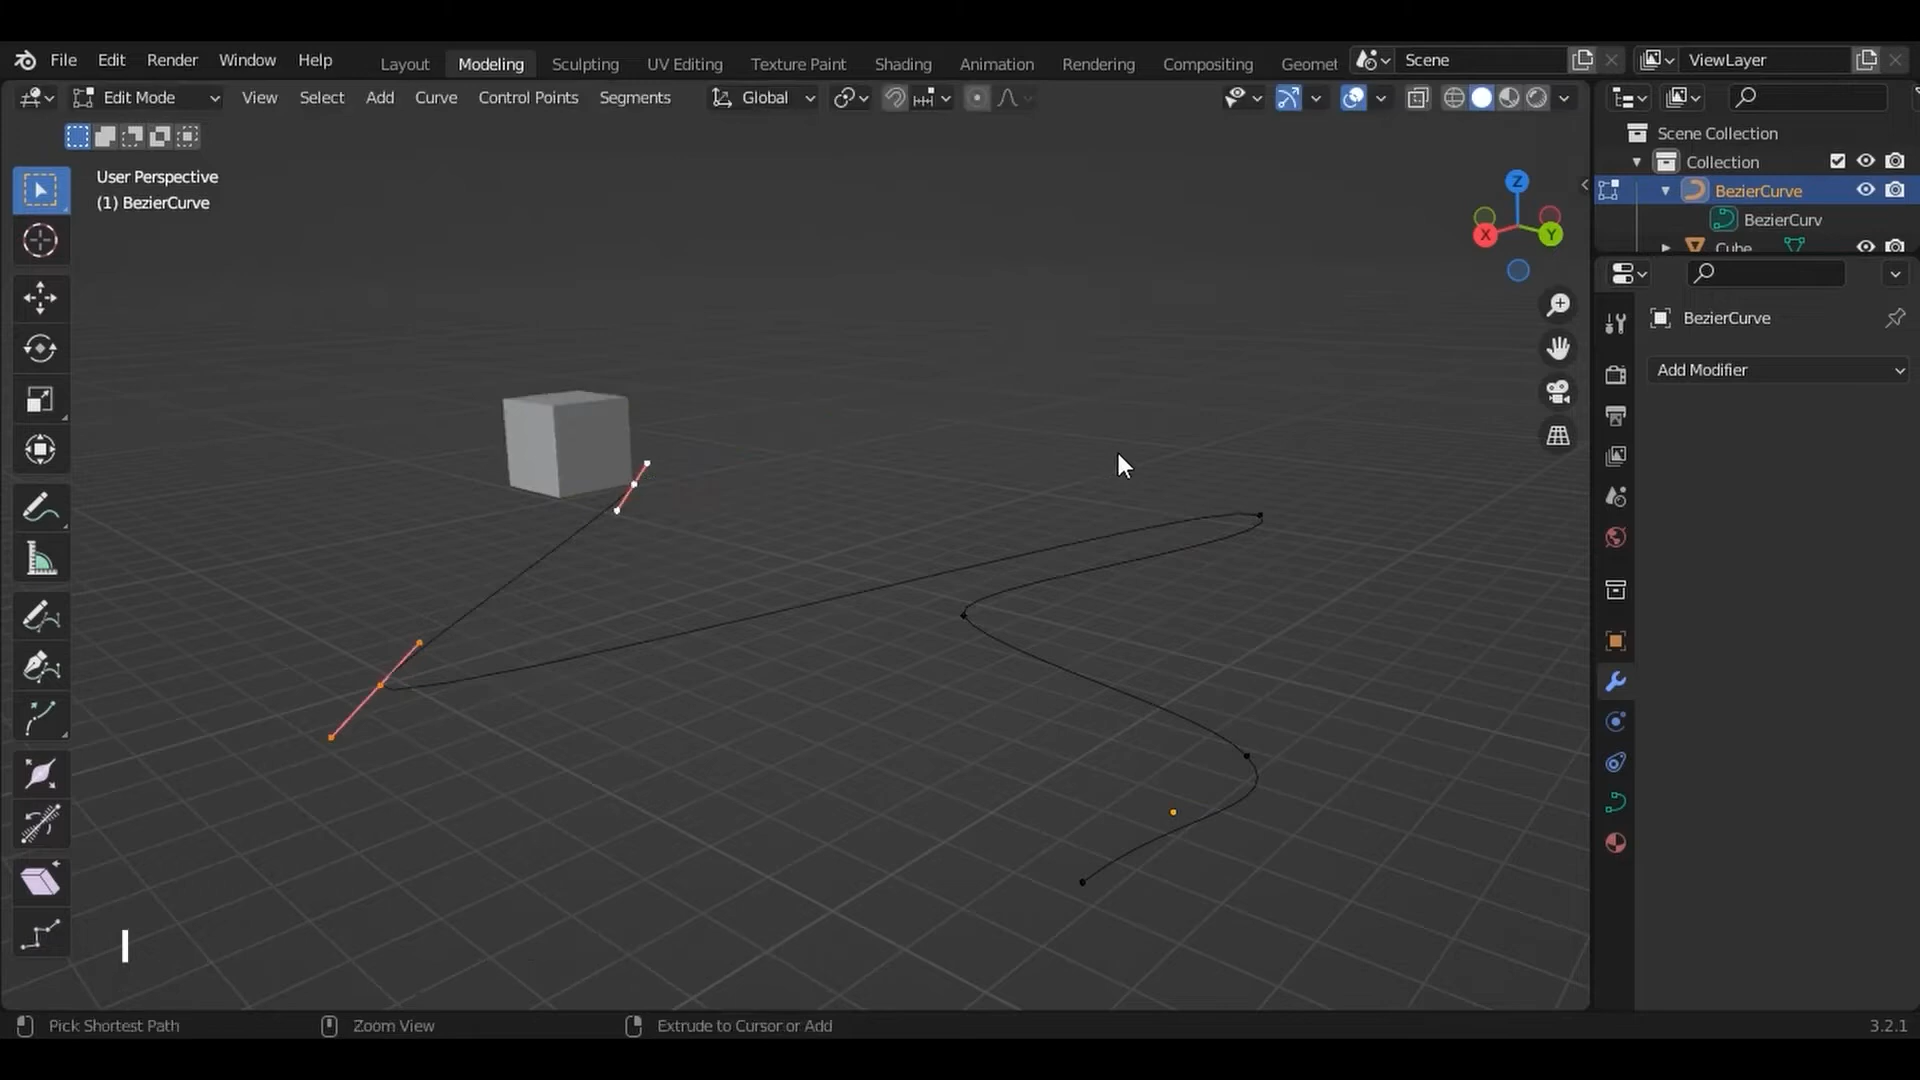 File Edit Render Window Help Layout Modeling Sculpting UV Editing Texture Paint Shading Animation Rendering Compositing Geomet Scene ViewLayer
Edit Mode View Select Add Curve Control Points Segments Global
User Perspective
(1) BezierCurve
Z
X
Y
Scene Collection
Collection
BezierCurve
BezierCurv
Cube
BezierCurve
Add Modifier
Pick Shortest Path Zoom View Extrude to Cursor or Add 3.2.1